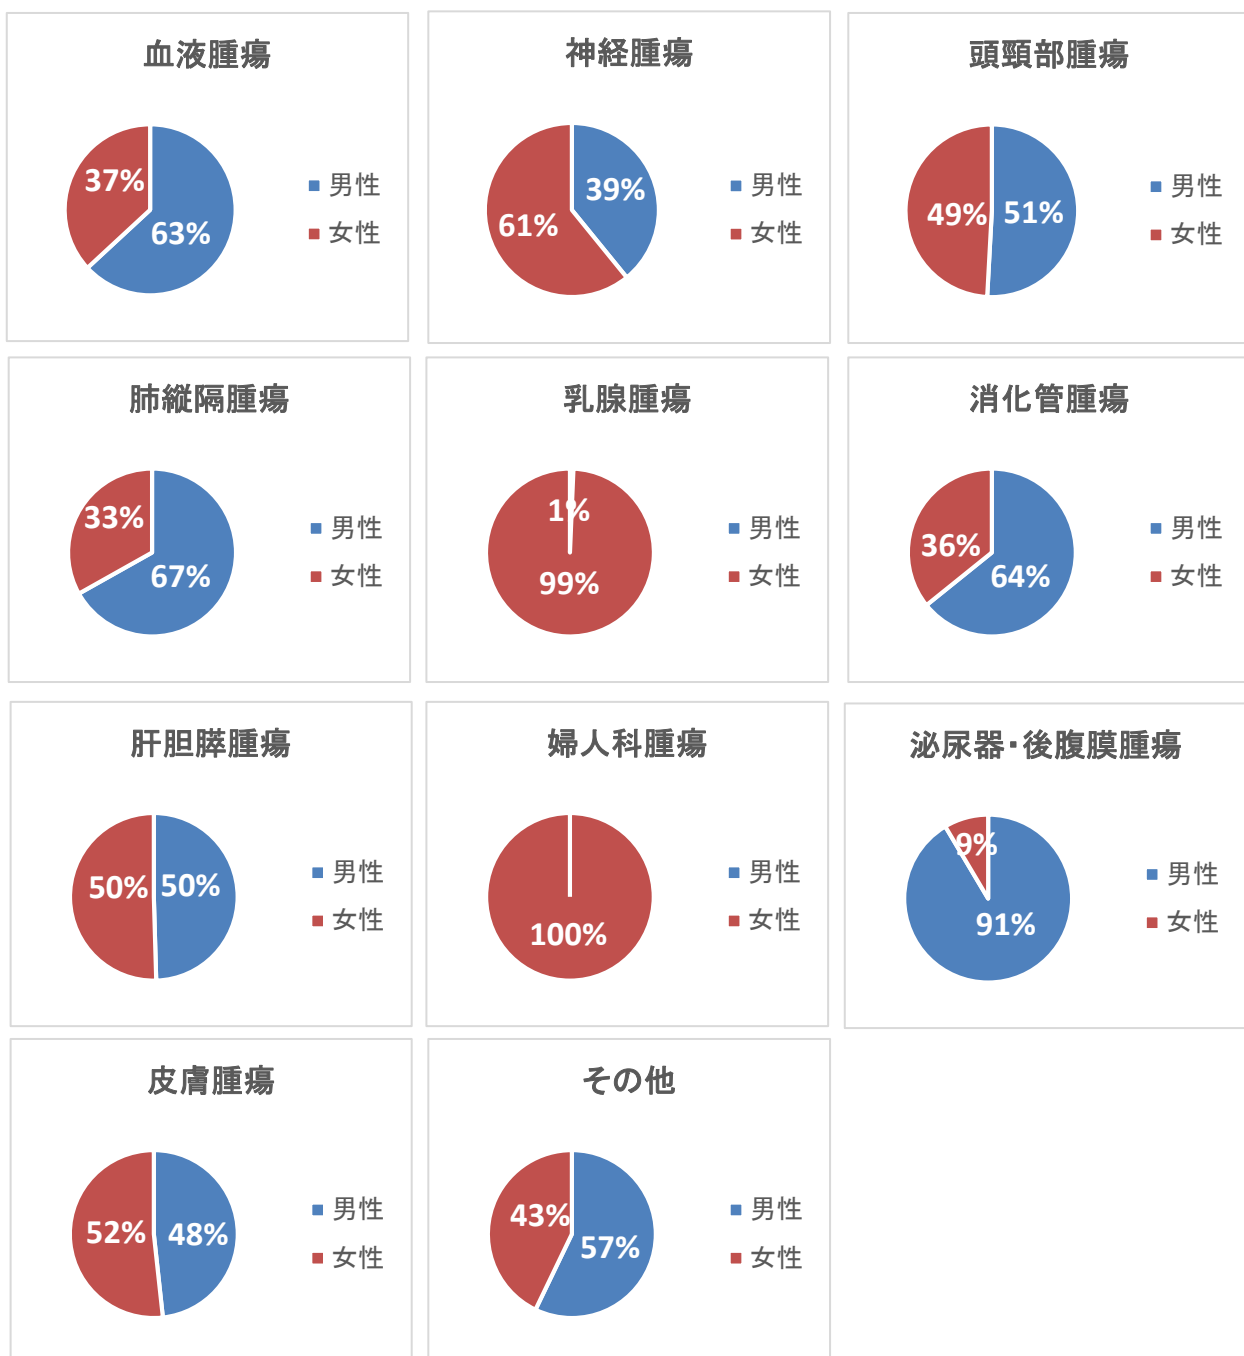 血液腫瘍
37%
63%
男性
女性
神経腫瘍
39%
61%
男性
女性
頭頸部腫瘍
49%
51%
男性
女性
肺縦隔腫瘍
33%
67%
男性
女性
乳腺腫瘍
1%
99%
男性
女性
消化管腫瘍
36%
64%
男性
女性
肝胆膵腫瘍
50%
50%
男性
女性
婦人科腫瘍
100%
男性
女性
泌尿器・後腹膜腫瘍
9%
91%
男性
女性
皮膚腫瘍
52%
48%
男性
女性
その他
43%
57%
男性
女性